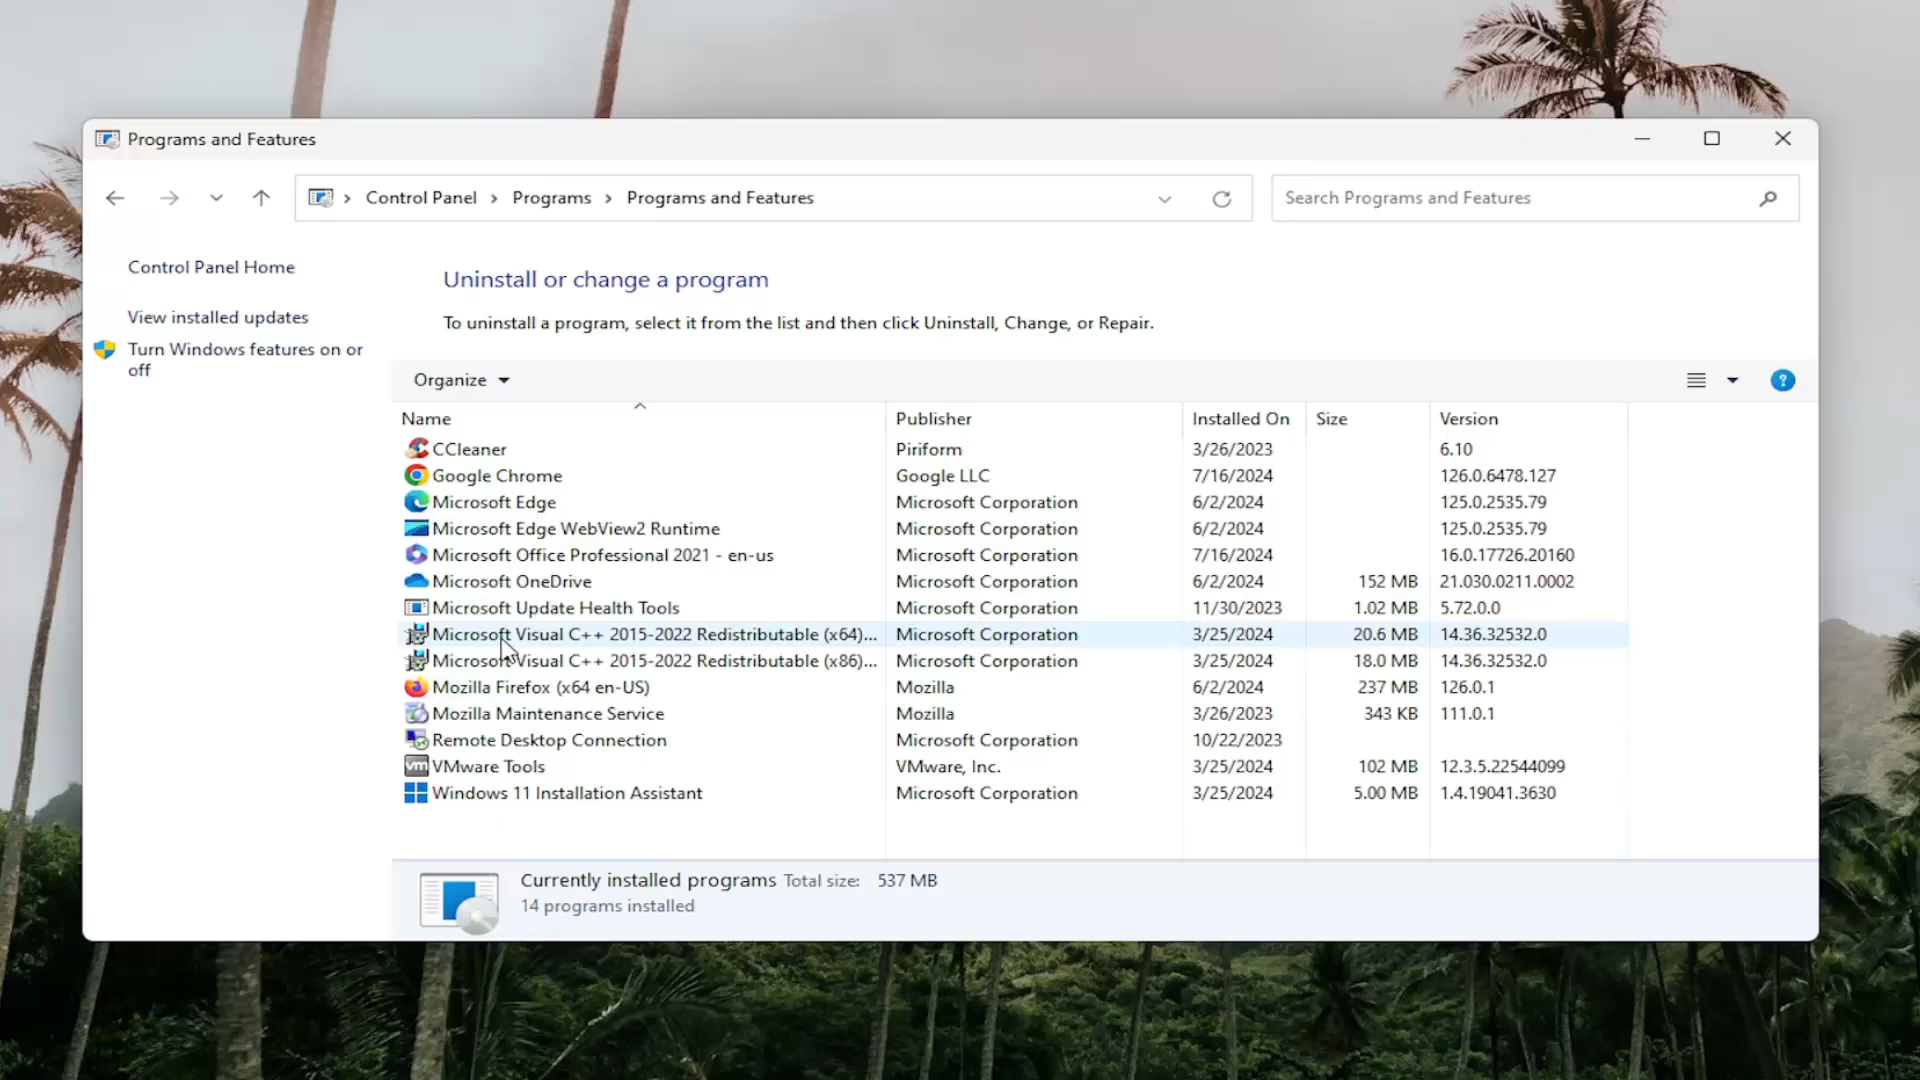 Programs and Features
Control Panel > Programs > Programs and Features
Search Programs and Features
Control Panel Home
View installed updates
Turn Windows features on or
off
Uninstall or change a program
To uninstall a program, select it from the list and then click Uninstall, Change, or Repair.
Organize
?
Name Publisher Installed On Size Version
CCleaner Piriform 3/26/2023 6.10
Google Chrome Google LLC 7/16/2024 126.0.6478.127
Microsoft Edge Microsoft Corporation 6/2/2024 125.0.2535.79
Microsoft Edge WebView2 Runtime Microsoft Corporation 6/2/2024 125.0.2535.79
Microsoft Office Professional 2021 - en-us Microsoft Corporation 7/16/2024 16.0.17726.20160
Microsoft OneDrive Microsoft Corporation 6/2/2024 152 MB 21.030.0211.0002
Microsoft Update Health Tools Microsoft Corporation 11/30/2023 1.02 MB 5.72.0.0
Microsoft Visual C++ 2015-2022 Redistributable (x64)... Microsoft Corporation 3/25/2024 20.6 MB 14.36.32532.0
Microsoft Visual C++ 2015-2022 Redistributable (x86)... Microsoft Corporation 3/25/2024 18.0 MB 14.36.32532.0
Mozilla Firefox (x64 en-US) Mozilla 6/2/2024 237 MB 126.0.1
Mozilla Maintenance Service Mozilla 3/26/2023 343 KB 111.0.1
Remote Desktop Connection Microsoft Corporation 10/22/2023
vm VMware Tools VMware, Inc. 3/25/2024 102 MB 12.3.5.22544099
Windows 11 Installation Assistant Microsoft Corporation 3/25/2024 5.00 MB 1.4.19041.3630
Currently installed programs Total size: 537 MB
14 programs installed